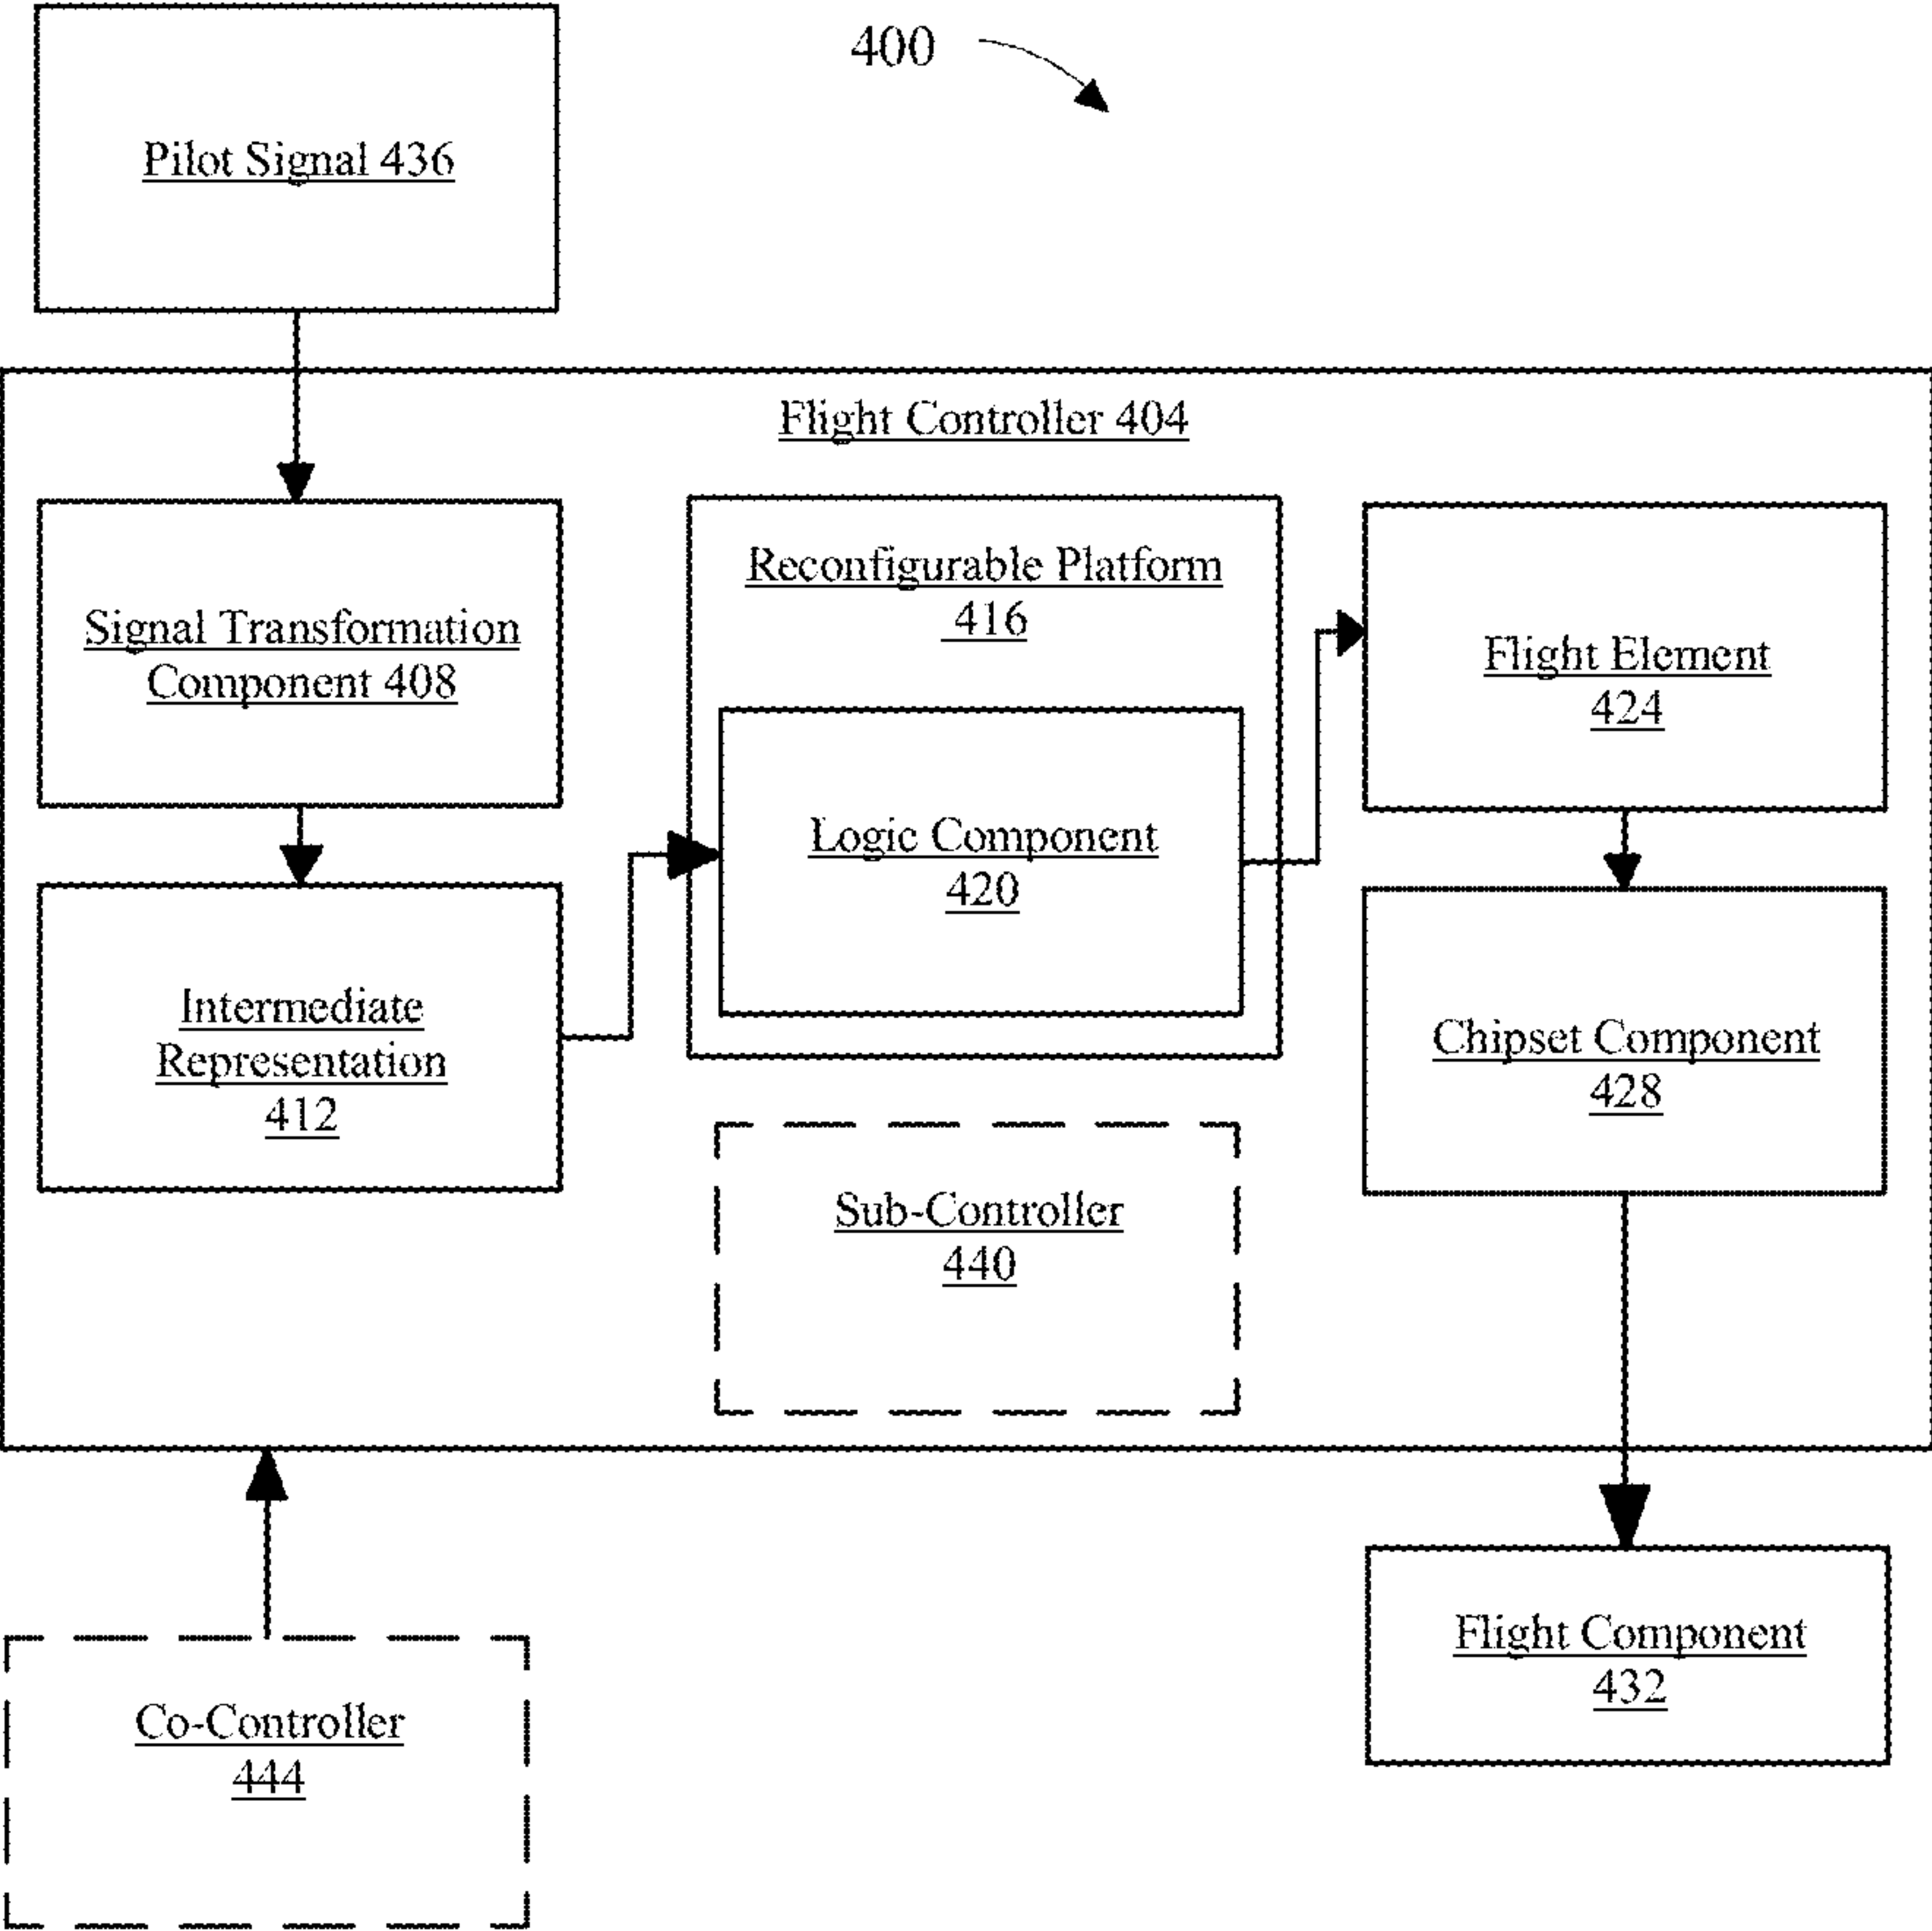 400
Pilot Signal 436
Flight Controller 404
Signal Transformation
Component 408
Intermediate
Representation
412
Reconfigurable Platform
416
Logic Component
420
Sub-Controller
440
Flight Element
424
Chipset Component
428
Flight Component
432
Co-Controller
444